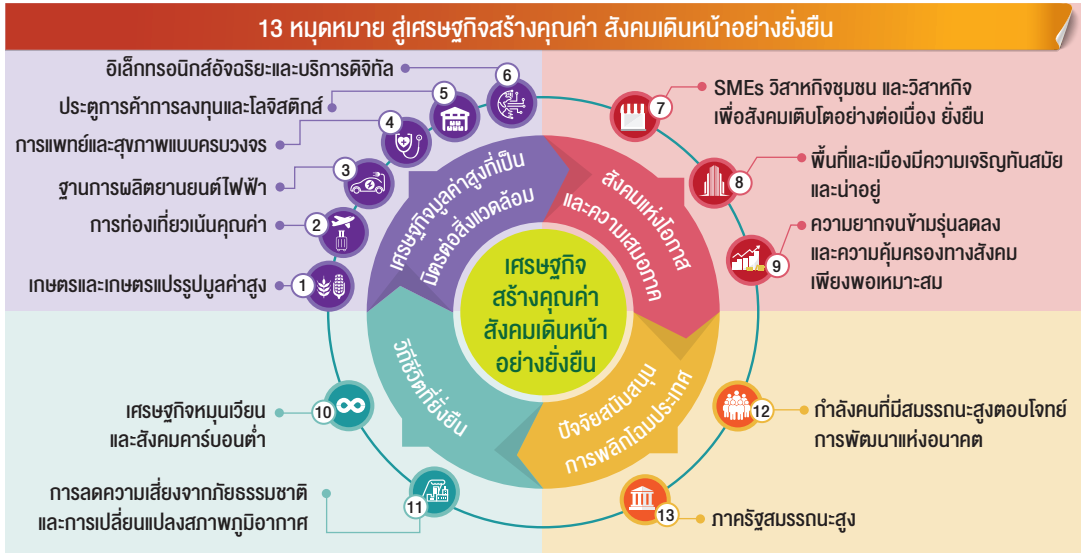 13 หมุดหมาย สู่เศรษฐกิจสร้างคุณค่า สังคมเดินหน้าอย่างยั่งยืน
อิเล็กทรอนิกส์อัจฉริยะและบริการดิจิทัล
6
ประตูการค้าการลงทุนและโลจิสติกส์
5
การแพทย์และสุขภาพแบบครบวงจร
4
ฐานการผลิตยานยนต์ไฟฟ้า
3
การท่องเที่ยวเน้นคุณค่า
2
เกษตรและเกษตรแปรรูปมูลค่าสูง
1
เศรษฐกิจมูลค่าสูงที่เป็น
มิตรต่อสิ่งแวดล้อม
7
SMEs วิสาหกิจชุมชน และวิสาหกิจ
เพื่อสังคมเติบโตอย่างต่อเนื่อง ยั่งยืน
8
พื้นที่และเมืองมีความเจริญทันสมัย
และน่าอยู่
9
ความยากจนข้ามรุ่นลดลง
และความคุ้มครองทางสังคม
เพียงพอเหมาะสม
สังคมแห่งโอกาส
และความเสมอภาค
เศรษฐกิจ
สร้างคุณค่า
สังคมเดินหน้า
อย่างยั่งยืน
วิถีชีวิตที่ยั่งยืน
เศรษฐกิจหมุนเวียน
และสังคมคาร์บอนต่ำ
10
การลดความเสี่ยงจากภัยธรรมชาติ
และการเปลี่ยนแปลงสภาพภูมิอากาศ
11
ปัจจัยสนับสนุน
การพลิกโฉมประเทศ
12
กำลังคนที่มีสมรรถนะสูงตอบโจทย์
การพัฒนาแห่งอนาคต
13
ภาครัฐสมรรถนะสูง